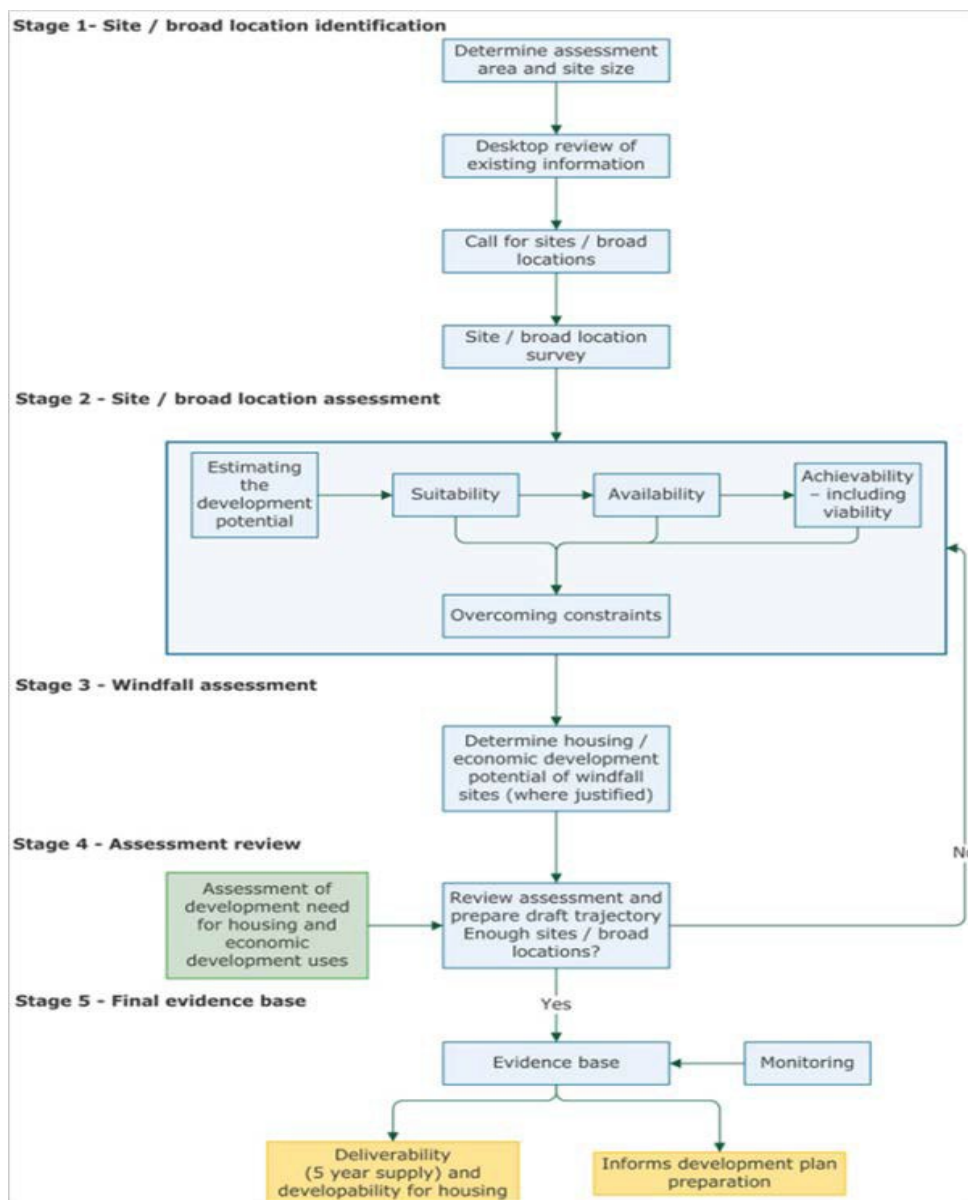 Stage 1- Site / broad location identification
Determine assessment
area and site size
Desktop review of
existing information
Call for sites / broad
locations
Site / broad location
survey
Stage 2 - Site / broad location assessment
Estimating
the
development
potential
Suitability
Availability
Achievability
– including
viability
Overcoming constraints
Stage 3 - Windfall assessment
Determine housing /
economic development
potential of windfall
sites (where justified)
Stage 4 - Assessment review
No
Assessment of
development need
for housing and
economic
development uses
Review assessment and
prepare draft trajectory
Enough sites / broad
locations?
Stage 5 - Final evidence base
Yes
Evidence base
Monitoring
Deliverability
(5 year supply) and
developability for housing
Informs development plan
preparation